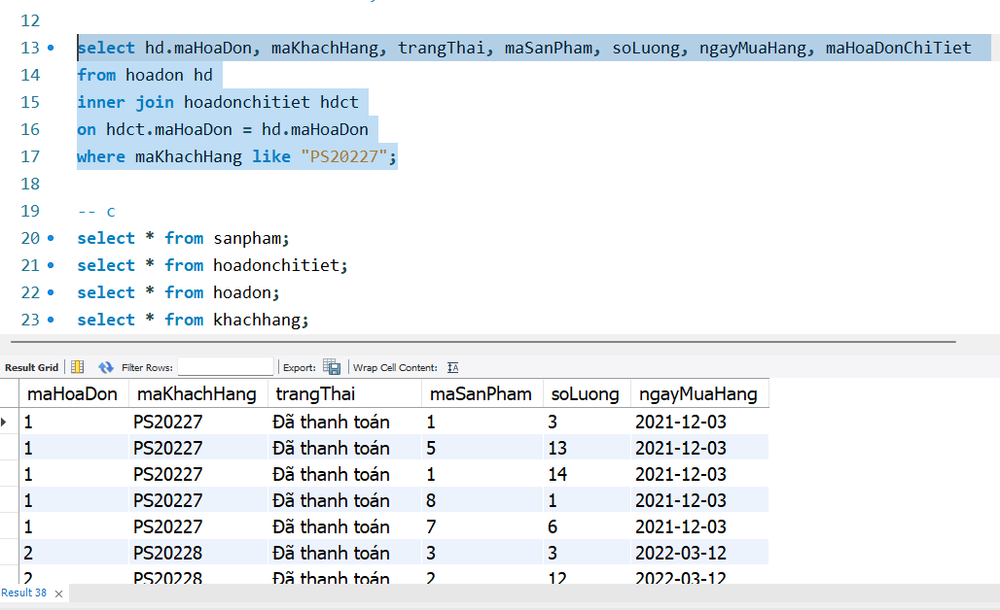 12
13 select hd.maHoaDon, maKhachHang, trangThai, maSanPham, soLuong, ngayMuaHang, maHoaDonChiTiet
14 from hoadon hd
15 inner join hoadonchitiet hdct
16 on hdct.maHoaDon = hd.maHoaDon
17 where maKhachHang like "PS20227";
18
19 -- c
20 select * from sanpham;
21 select * from hoadonchitiet;
22 select * from hoadon;
23 select * from khachhang;
Result Grid Filter Rows: Export: Wrap Cell Content:
maHoaDon maKhachHang trangThai maSanPham soLuong ngayMuaHang
1 PS20227 Đã thanh toán 1 3 2021-12-03
1 PS20227 Đã thanh toán 5 13 2021-12-03
1 PS20227 Đã thanh toán 1 14 2021-12-03
1 PS20227 Đã thanh toán 8 1 2021-12-03
1 PS20227 Đã thanh toán 7 6 2021-12-03
2 PS20228 Đã thanh toán 3 3 2022-03-12
2 PS20228 Đã thanh toán 2 12 2022-03-12
Result 38